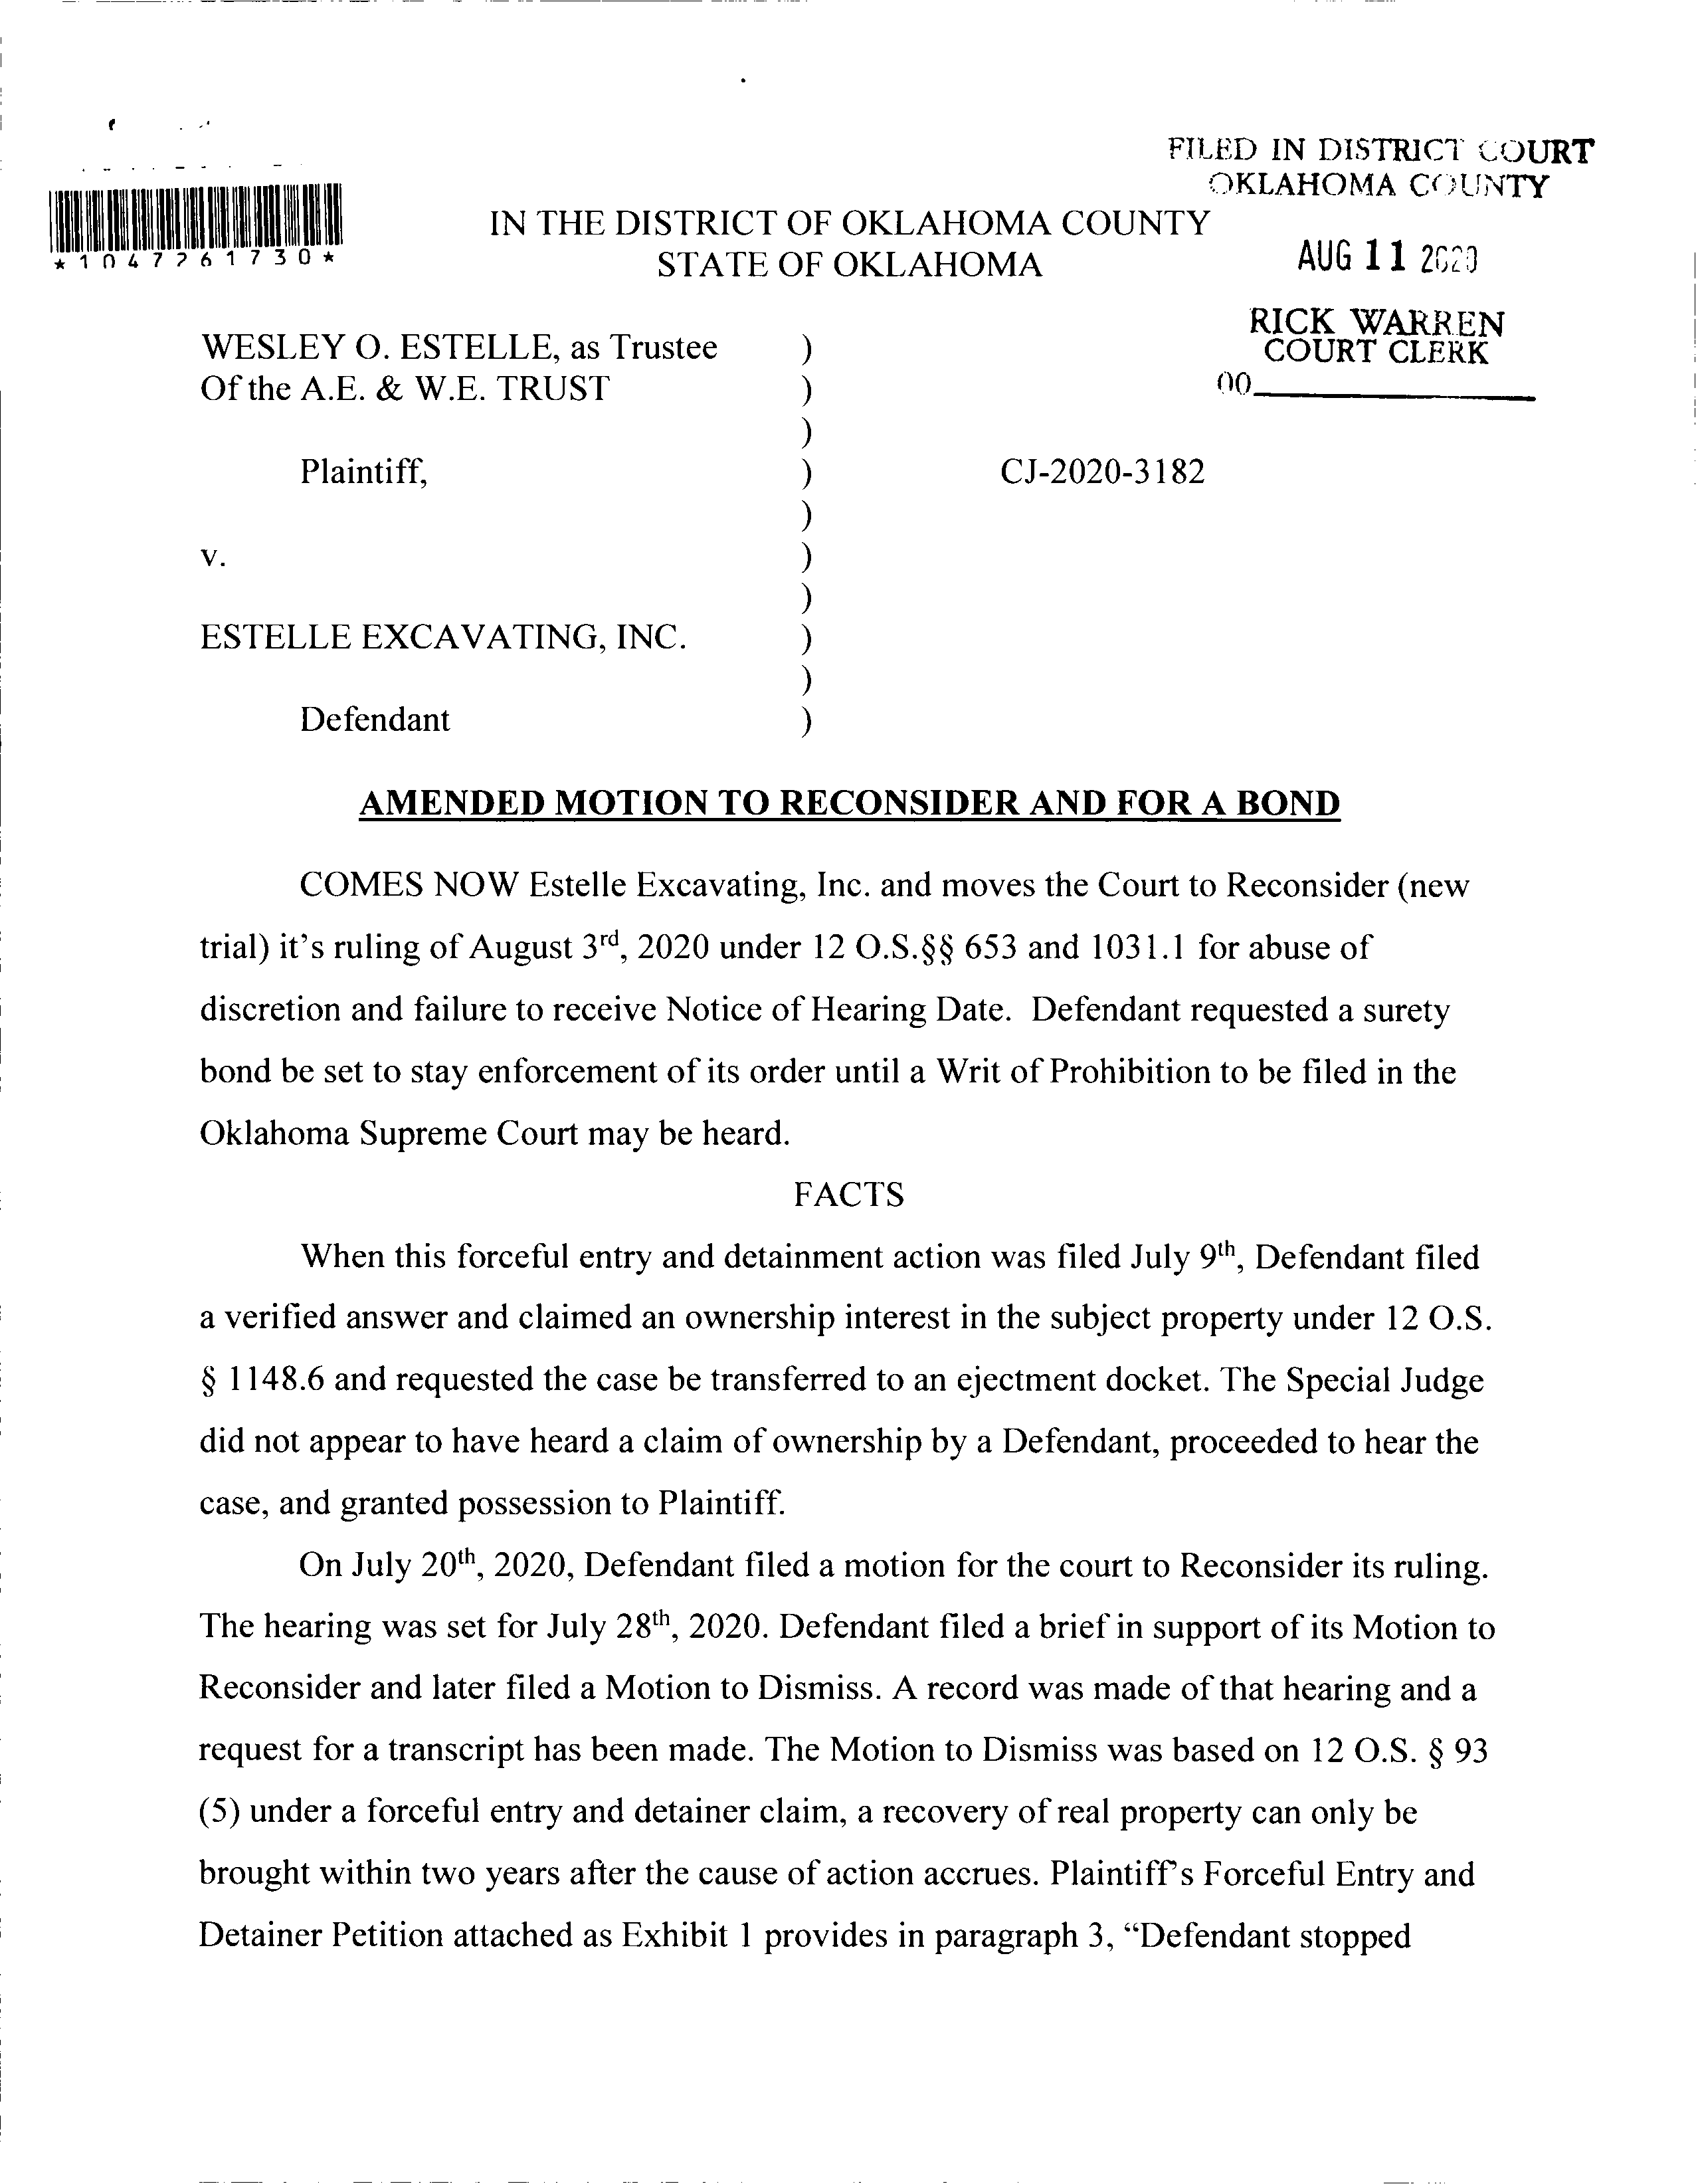 FILED IN DISTRICT COURT
OKLAHOMA COUNTY
IN THE DISTRICT OF OKLAHOMA COUNTY
*1047261730*
STATE OF OKLAHOMA
AUG 11 2020
RICK WARREN
COURT CLERK
00
WESLEY O. ESTELLE, as Trustee )
Of the A.E. & W.E. TRUST )
)
Plaintiff, ) CJ-2020-3182
)
v. )
)
ESTELLE EXCAVATING, INC. )
)
Defendant )
AMENDED MOTION TO RECONSIDER AND FOR A BOND
COMES NOW Estelle Excavating, Inc. and moves the Court to Reconsider (new
trial) it's ruling of August 3rd, 2020 under 12 O.S.§§ 653 and 1031.1 for abuse of
discretion and failure to receive Notice of Hearing Date. Defendant requested a surety
bond be set to stay enforcement of its order until a Writ of Prohibition to be filed in the
Oklahoma Supreme Court may be heard.
FACTS
When this forceful entry and detainment action was filed July 9th, Defendant filed
a verified answer and claimed an ownership interest in the subject property under 12 O.S.
§ 1148.6 and requested the case be transferred to an ejectment docket. The Special Judge
did not appear to have heard a claim of ownership by a Defendant, proceeded to hear the
case, and granted possession to Plaintiff.
On July 20th, 2020, Defendant filed a motion for the court to Reconsider its ruling.
The hearing was set for July 28th, 2020. Defendant filed a brief in support of its Motion to
Reconsider and later filed a Motion to Dismiss. A record was made of that hearing and a
request for a transcript has been made. The Motion to Dismiss was based on 12 O.S. § 93
(5) under a forceful entry and detainer claim, a recovery of real property can only be
brought within two years after the cause of action accrues. Plaintiff's Forceful Entry and
Detainer Petition attached as Exhibit 1 provides in paragraph 3, “Defendant stopped